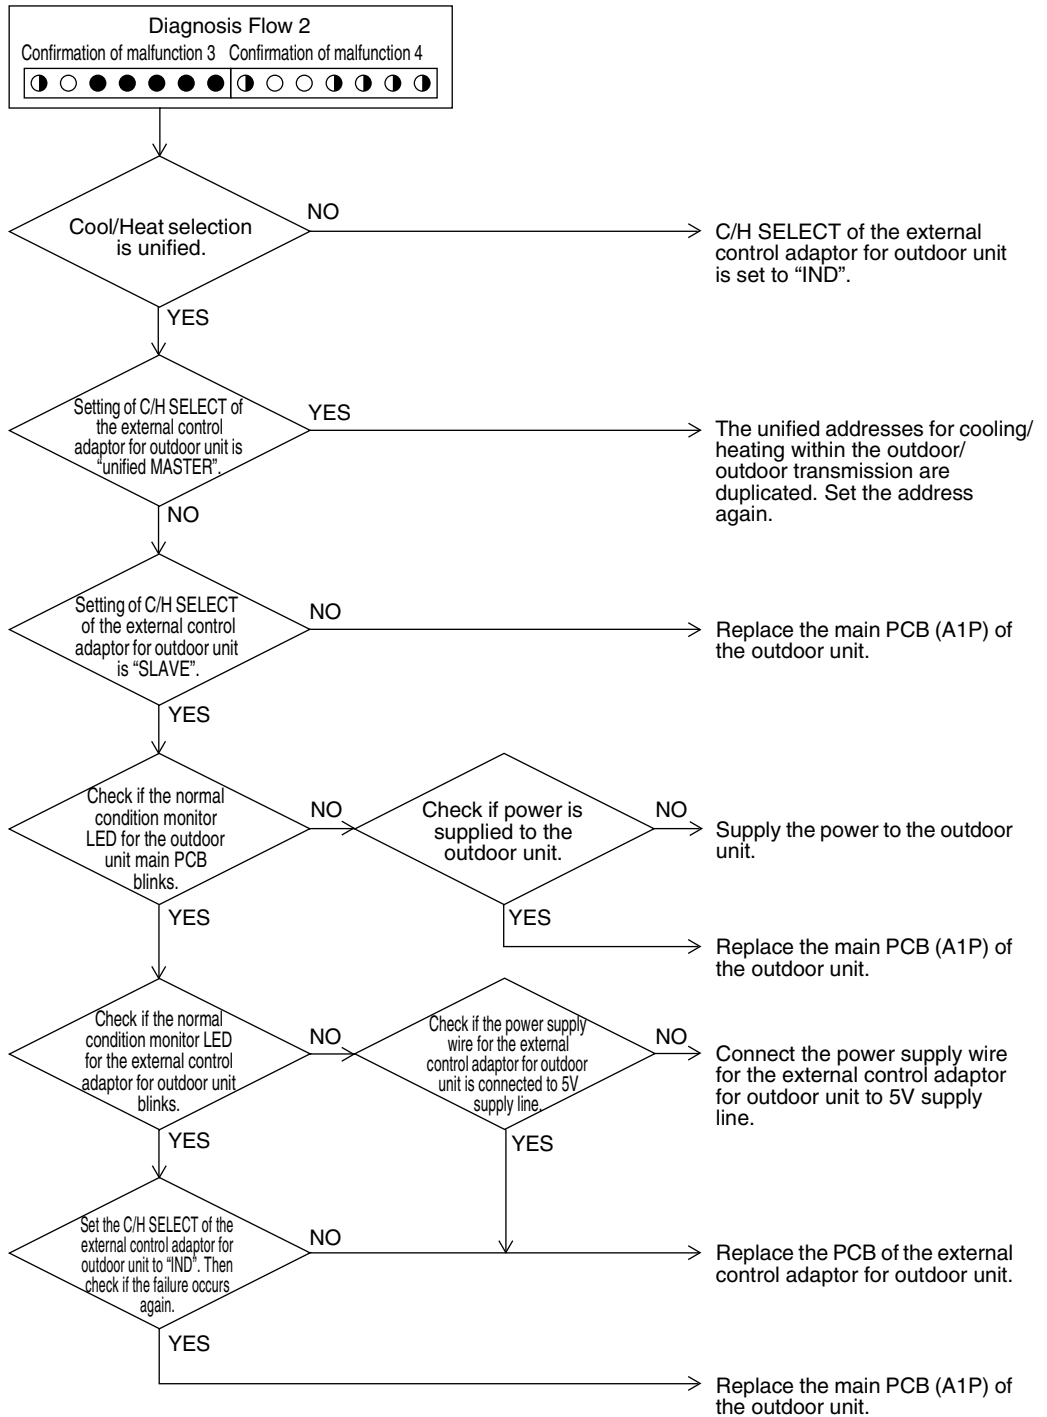 Diagnosis Flow 2
Confirmation of malfunction 3 Confirmation of malfunction 4
Cool/Heat selection
is unified.
NO
C/H SELECT of the external
control adaptor for outdoor unit
is set to “IND”.
YES
Setting of C/H SELECT of
the external control
adaptor for outdoor unit is
“unified MASTER”.
YES
The unified addresses for cooling/
heating within the outdoor/
outdoor transmission are
duplicated. Set the address
again.
NO
Setting of C/H SELECT
of the external control
adaptor for outdoor unit
is “SLAVE”.
NO
Replace the main PCB (A1P) of
the outdoor unit.
YES
Check if the normal
condition monitor
LED for the outdoor
unit main PCB
blinks.
NO
Check if power is
supplied to the
outdoor unit.
NO
Supply the power to the outdoor
unit.
YES
YES
Replace the main PCB (A1P) of
the outdoor unit.
Check if the normal
condition monitor LED
for the external control
adaptor for outdoor unit
blinks.
NO
Check if the power supply
wire for the external
control adaptor for outdoor
unit is connected to 5V
supply line.
NO
Connect the power supply wire
for the external control adaptor
for outdoor unit to 5V supply
line.
YES
YES
Set the C/H SELECT of the
external control adaptor for
outdoor unit to “IND”. Then
check if the failure occurs
again.
NO
Replace the PCB of the external
control adaptor for outdoor unit.
YES
Replace the main PCB (A1P) of
the outdoor unit.